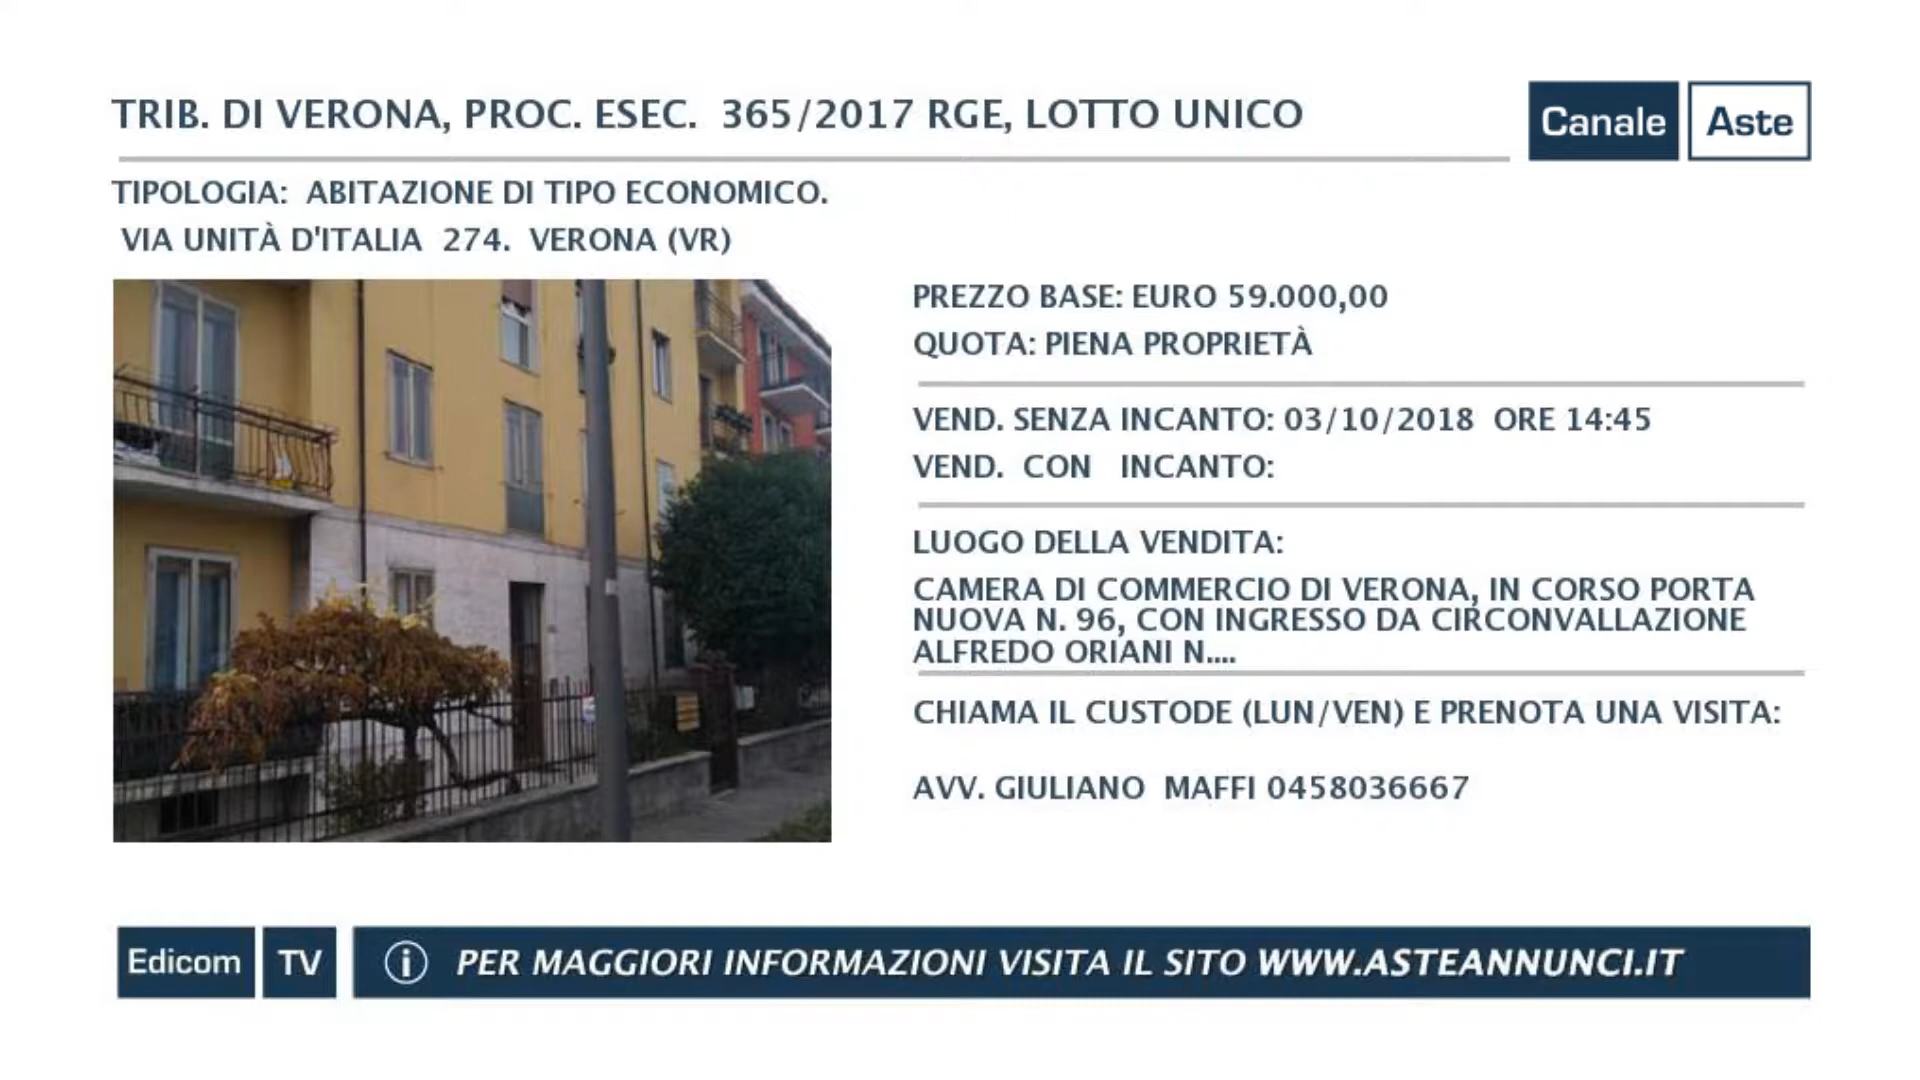 TRIB. DI VERONA, PROC. ESEC. 365/2017 RGE, LOTTO UNICO
Canale Aste
TIPOLOGIA: ABITAZIONE DI TIPO ECONOMICO.
VIA UNITÀ D'ITALIA 274. VERONA (VR)
PREZZO BASE: EURO 59.000,00
QUOTA: PIENA PROPRIETÀ
VEND. SENZA INCANTO: 03/10/2018 ORE 14:45
VEND. CON INCANTO:
LUOGO DELLA VENDITA:
CAMERA DI COMMERCIO DI VERONA, IN CORSO PORTA
NUOVA N. 96, CON INGRESSO DA CIRCONVALLAZIONE
ALFREDO ORIANI N....
CHIAMA IL CUSTODE (LUN/VEN) E PRENOTA UNA VISITA:
AVV. GIULIANO MAFFI 0458036667
Edicom TV
PER MAGGIORI INFORMAZIONI VISITA IL SITO WWW.ASTEANNUNCI.IT